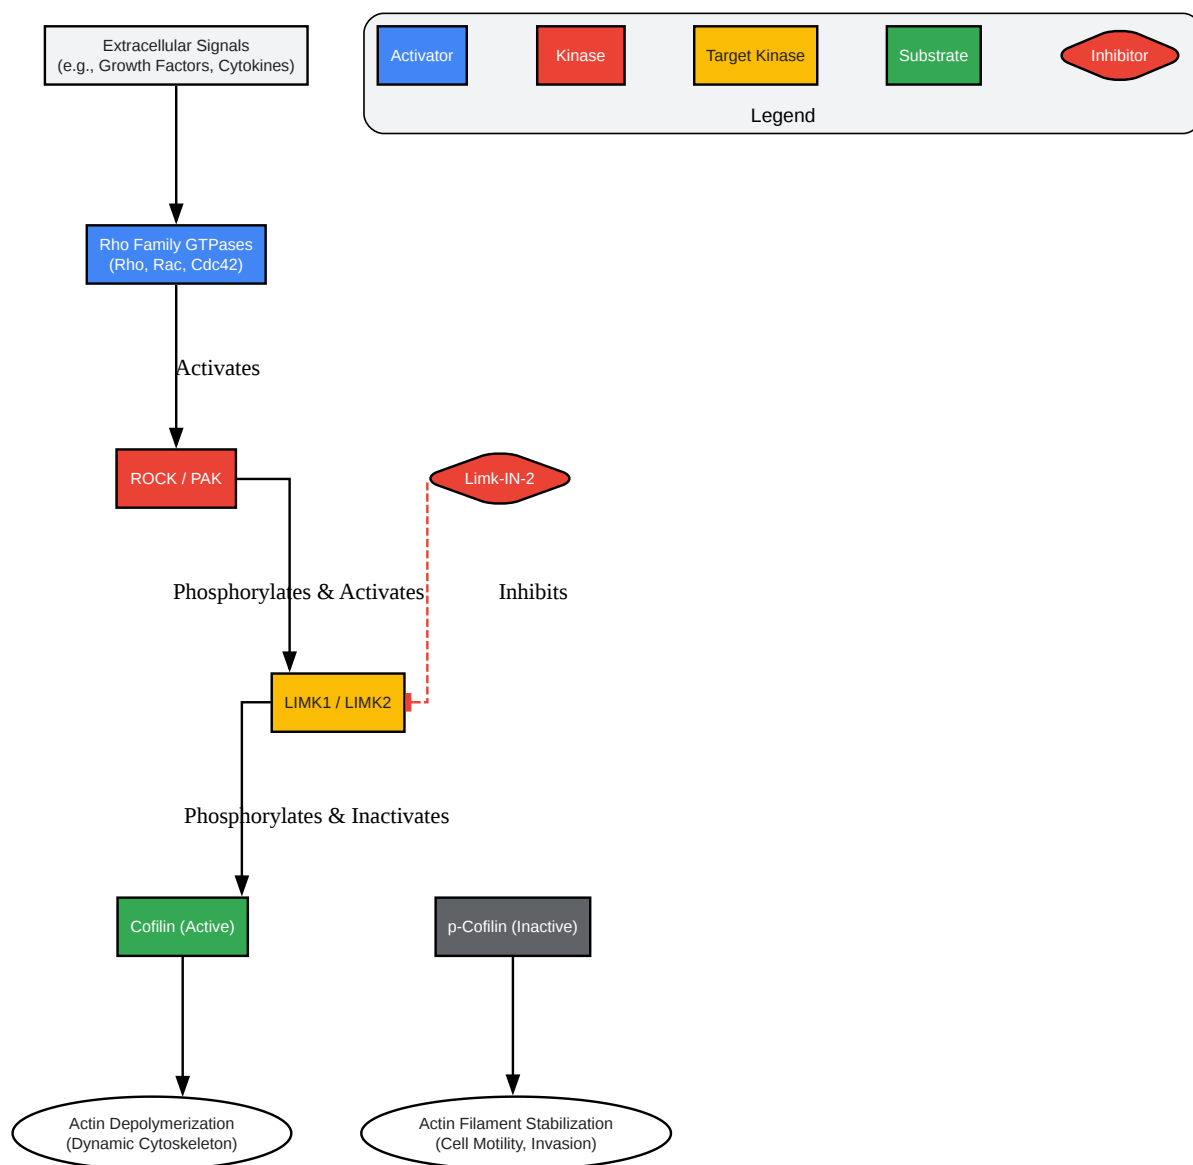 Extracellular Signals
(e.g., Growth Factors, Cytokines)
Activator
Kinase
Target Kinase
Substrate
Inhibitor
Legend
Rho Family GTPases
(Rho, Rac, Cdc42)
Activates
ROCK / PAK
Limk-IN-2
Phosphorylates & Activates
Inhibits
LIMK1 / LIMK2
Phosphorylates & Inactivates
Cofilin (Active)
p-Cofilin (Inactive)
Actin Depolymerization
(Dynamic Cytoskeleton)
Actin Filament Stabilization
(Cell Motility, Invasion)